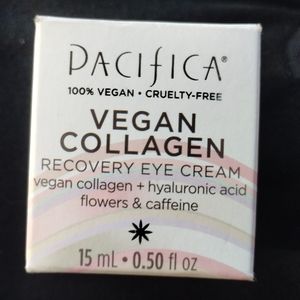 PACIFICA®
100% VEGAN • CRUELTY-FREE
VEGAN
COLLAGEN
RECOVERY EYE CREAM
vegan collagen + hyaluronic acid
flowers & caffeine
15 mL • 0.50 fl oz